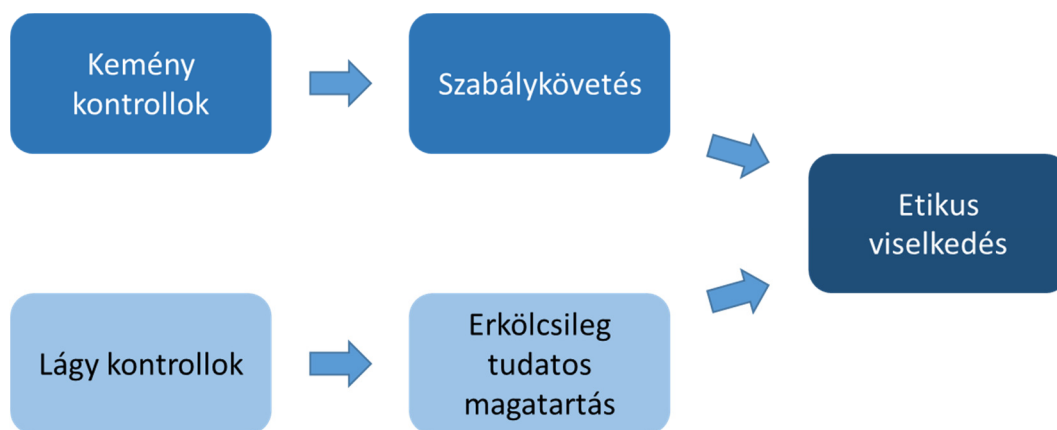 Kemény
kontrollok
Szabálykövetés
Etikus
viselkedés
Lágy kontrollok
Erkölcsileg
tudatos
magatartás